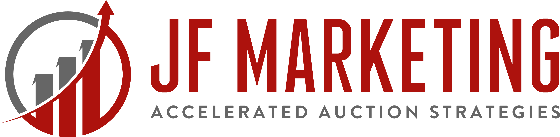 JF MARKETING
ACCELERATED AUCTION STRATEGIES